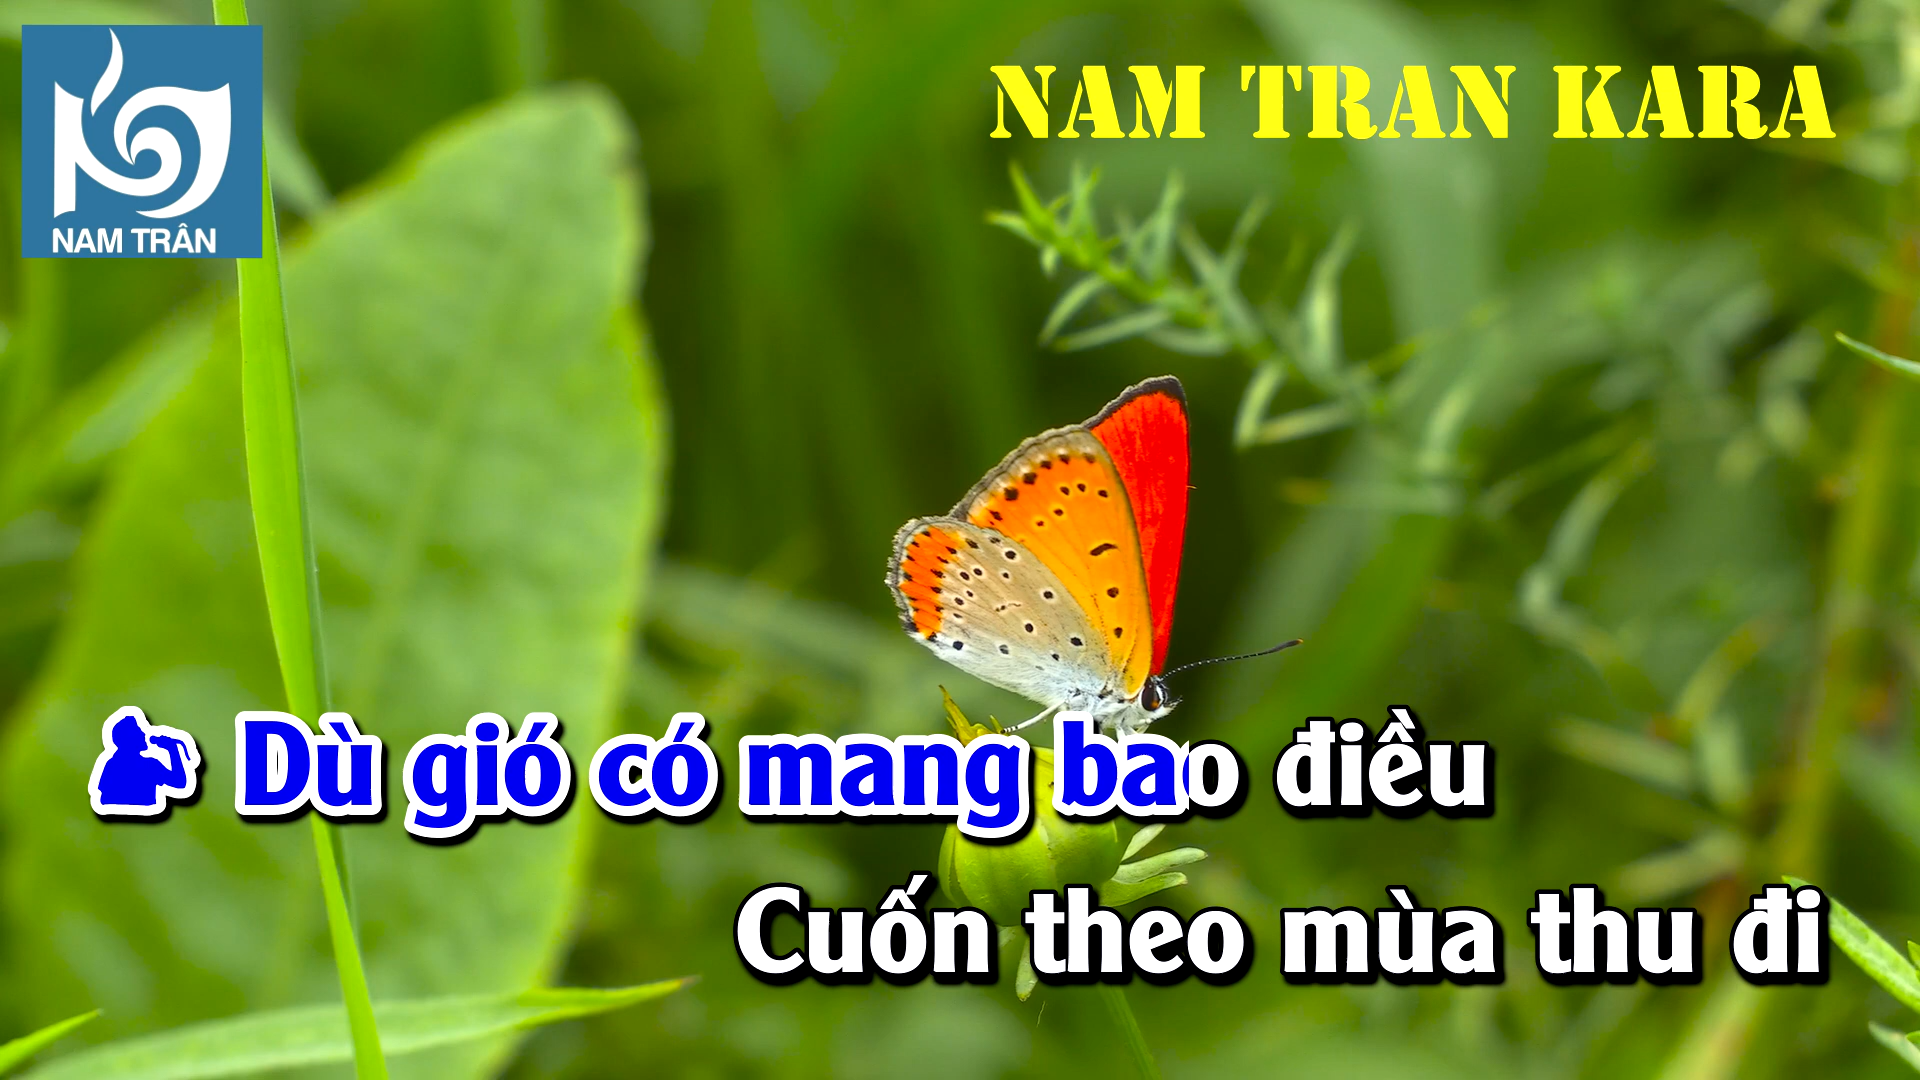 NAM TRAN KARA
NAM TRÂN
Dù gió có mang bao điều
Cuốn theo mùa thu đi